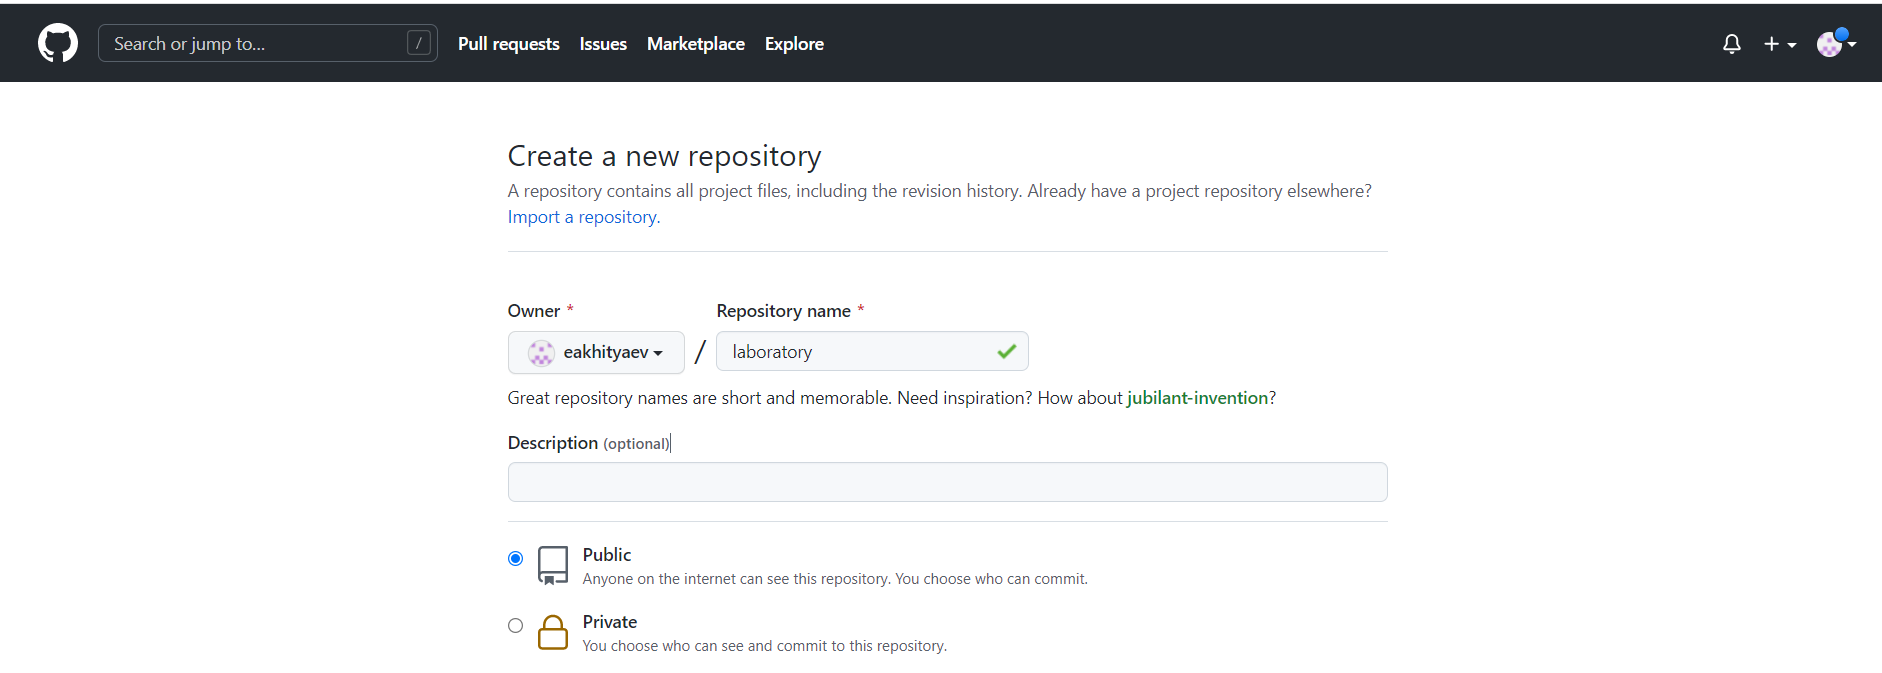 Search or jump to... / Pull requests Issues Marketplace Explore
Create a new repository
A repository contains all project files, including the revision history. Already have a project repository elsewhere?
Import a repository.
Owner * Repository name *
eakhityaev / laboratory
Great repository names are short and memorable. Need inspiration? How about jubilant-invention?
Description (optional)
Public
Anyone on the internet can see this repository. You choose who can commit.
Private
You choose who can see and commit to this repository.